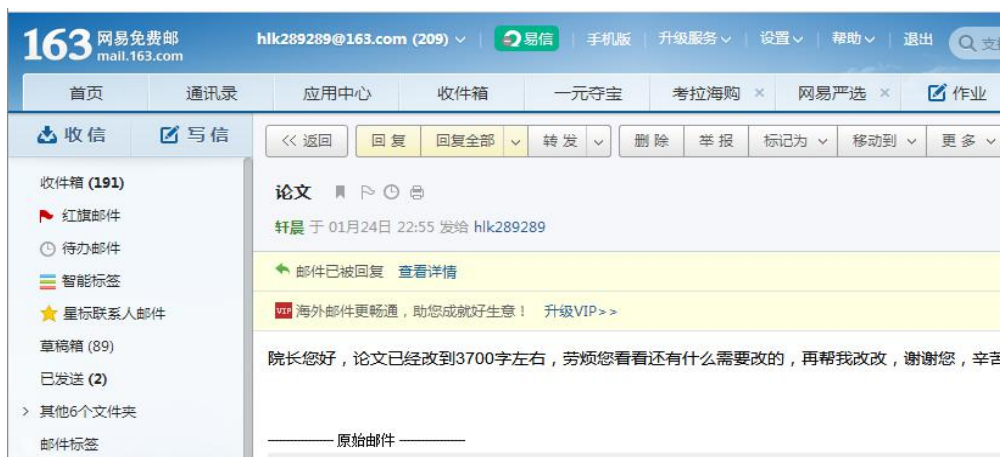 163 网易免费邮 mail.163.com hlk289289@163.com (209) 易信 手机版 升级服务 设置 帮助 退出
首页 通讯录 应用中心 收件箱 一元夺宝 考拉海购 × 网易严选 × 作业
收信 写信 << 返回 回复 回复全部 转发 删除 举报 标记为 移动到 更多
收件箱 (191)
红旗邮件
待办邮件
智能标签
星标联系人邮件
草稿箱 (89)
已发送 (2)
> 其他6个文件夹
邮件标签
论文
轩晨 于 01月24日 22:55 发给 hlk289289
邮件已被回复 查看详情
VIP 海外邮件更畅通，助您成就好生意！ 升级VIP>>
院长您好，论文已经改到3700字左右，劳烦您看看还有什么需要改的，再帮我改改，谢谢您，辛
---------------- 原始邮件 ----------------